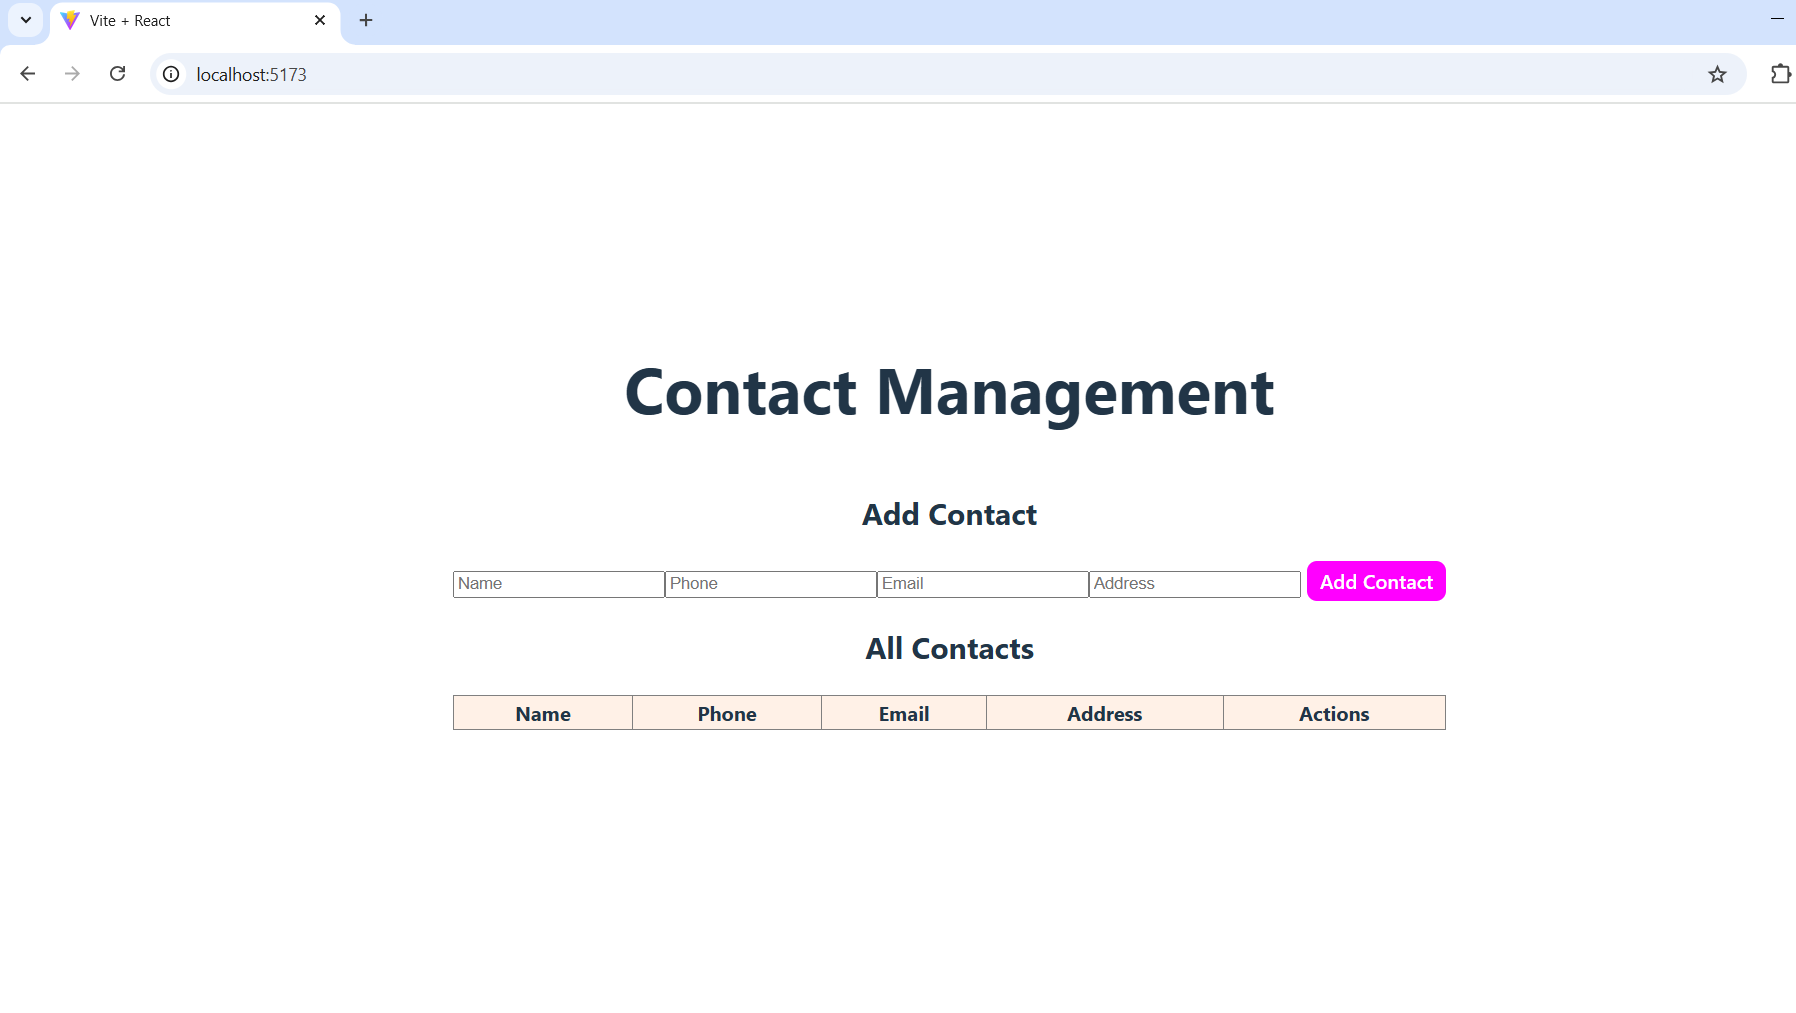 Vite + React
localhost:5173
Contact Management
Add Contact
Name Phone Email Address Add Contact
All Contacts
Name Phone Email Address Actions